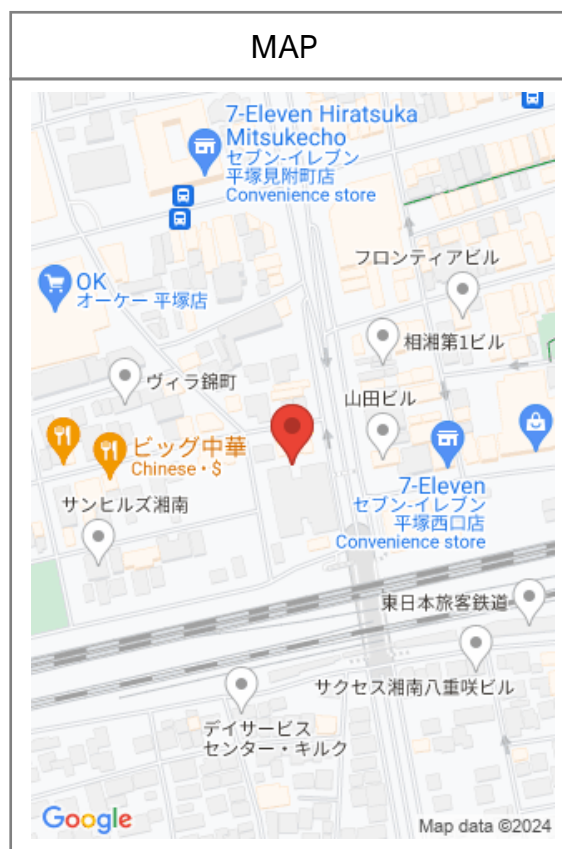 MAP
7-Eleven Hiratsuka
Mitsukecho
セブン-イレブン
平塚見附町店
Convenience store
フロンティアビル
OK
オーケー 平塚店
相湘第1ビル
ヴィラ錦町
山田ビル
ビッグ中華
Chinese・$
サンヒルズ湘南
7-Eleven
セブン-イレブン
平塚西口店
Convenience store
東日本旅客鉄道
サクセス湘南八重咲ビル
デイサービス
センター・キルク
Google
Map data ©2024